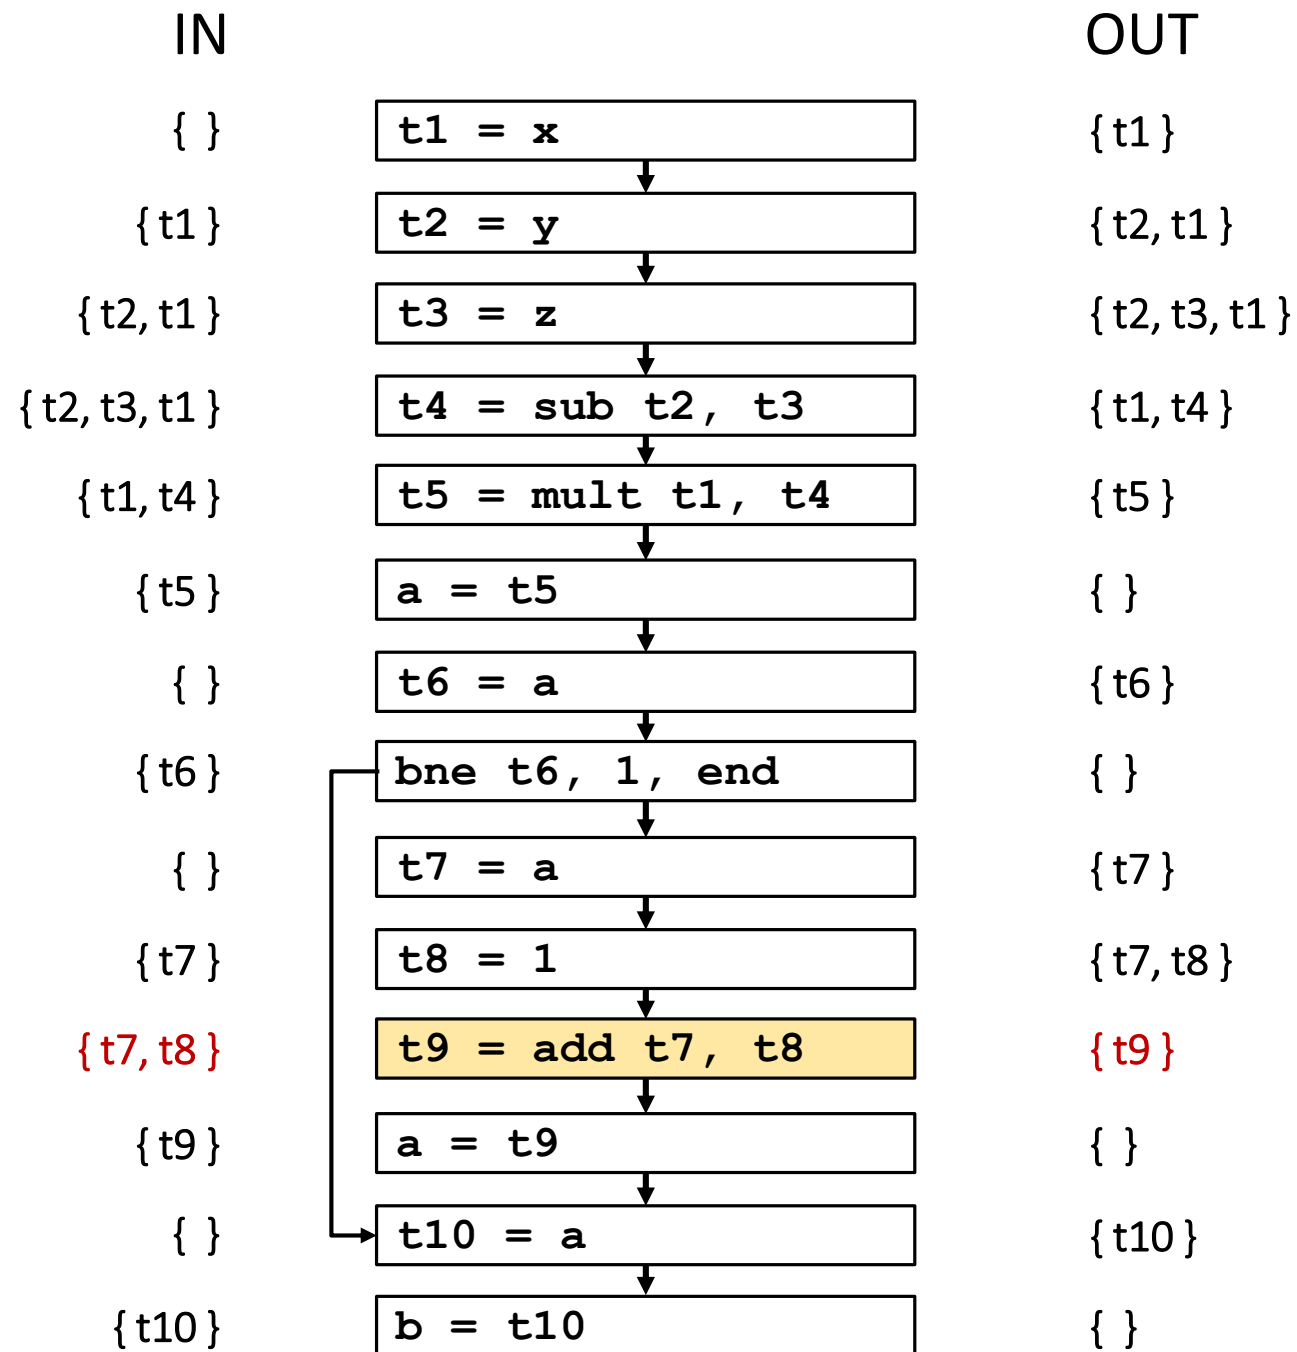 IN OUT
{ } t1 = x { t1 }
{ t1 } t2 = y { t2, t1 }
{ t2, t1 } t3 = z { t2, t3, t1 }
{ t2, t3, t1 } t4 = sub t2, t3 { t1, t4 }
{ t1, t4 } t5 = mult t1, t4 { t5 }
{ t5 } a = t5 { }
{ } t6 = a { t6 }
{ t6 } bne t6, 1, end { }
{ } t7 = a { t7 }
{ t7 } t8 = 1 { t7, t8 }
{ t7, t8 } t9 = add t7, t8 { t9 }
{ t9 } a = t9 { }
{ } t10 = a { t10 }
{ t10 } b = t10 { }